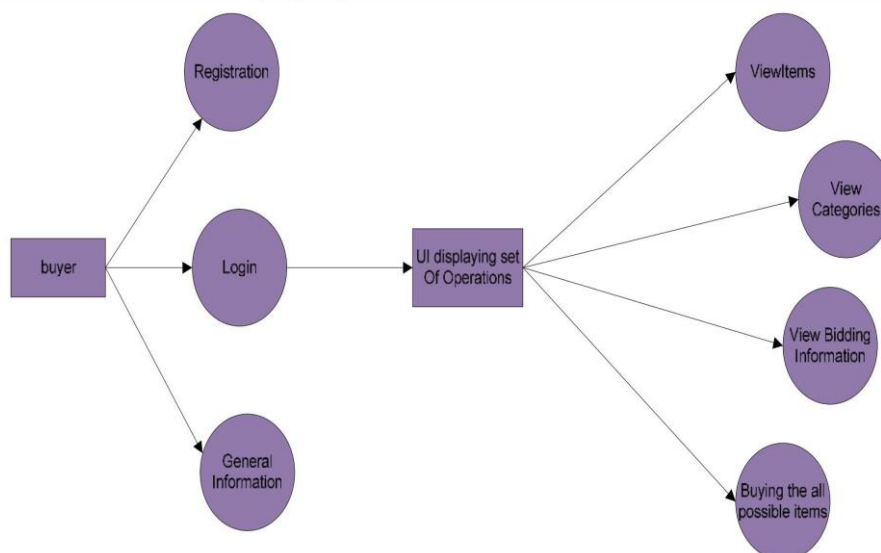 Registration
buyer
Login
General
Information
UI displaying set
Of Operations
ViewItems
View
Categories
View Bidding
Information
Buying the all
possible items